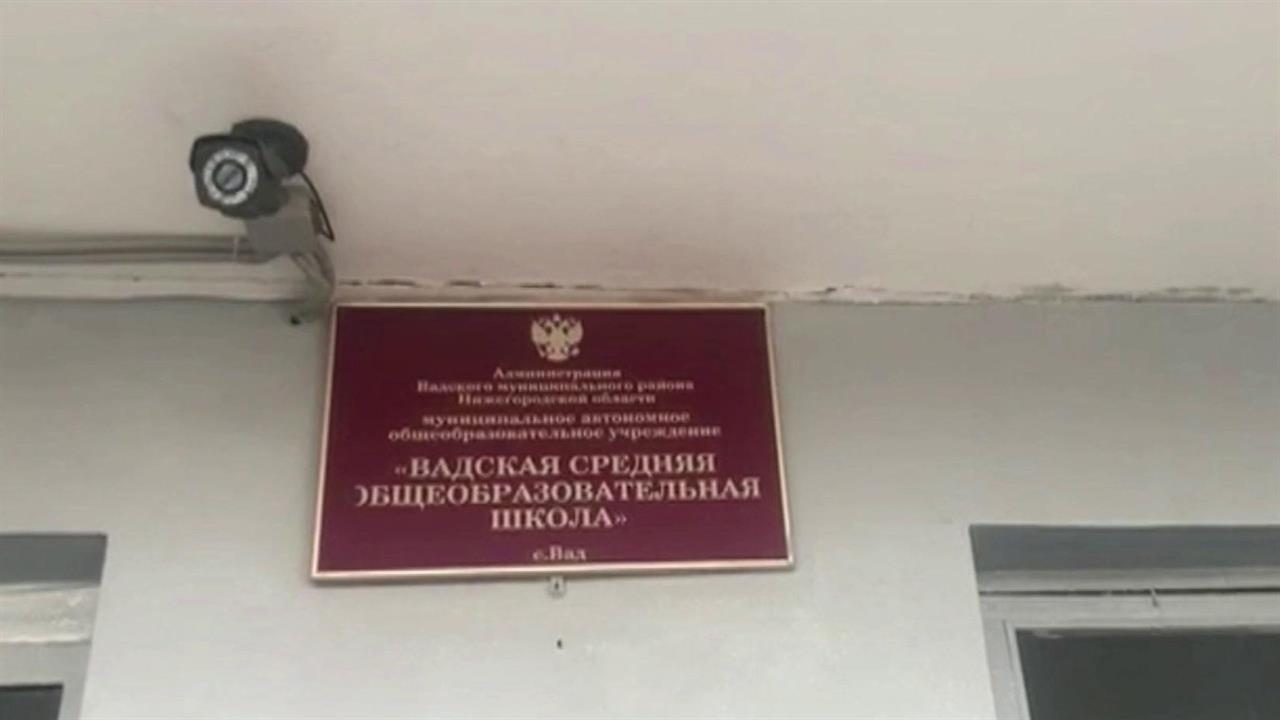 Администрация
Вадского муниципального района
Нижегородской области
муниципальное автономное
общеобразовательное учреждение
«ВАДСКАЯ СРЕДНЯЯ
ОБЩЕОБРАЗОВАТЕЛЬНАЯ
ШКОЛА»
с.Вад